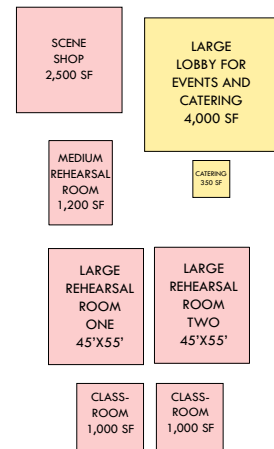 SCENE
SHOP
2,500 SF
LARGE
LOBBY FOR
EVENTS AND
CATERING
4,000 SF
MEDIUM
REHEARSAL
ROOM
1,200 SF
CATERING
350 SF
LARGE
REHEARSAL
ROOM
ONE
45'X55'
LARGE
REHEARSAL
ROOM
TWO
45'X55'
CLASS-
ROOM
1,000 SF
CLASS-
ROOM
1,000 SF